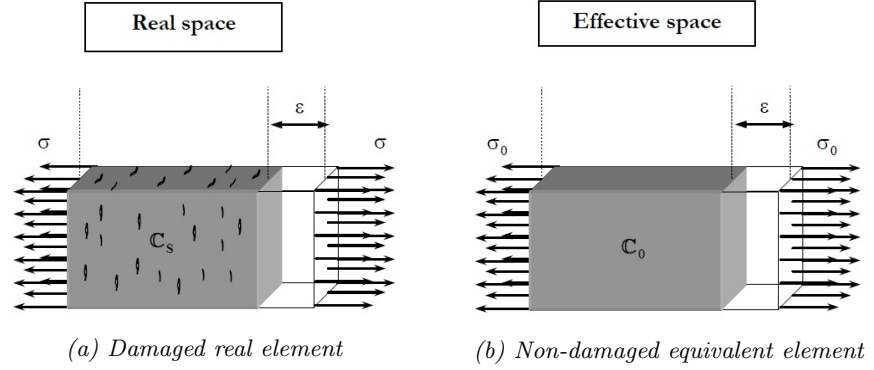 Real space
Effective space
ε
ε
σ
σ
σ₀
σ₀
ℂₛ
ℂ₀
(a) Damaged real element
(b) Non-damaged equivalent element